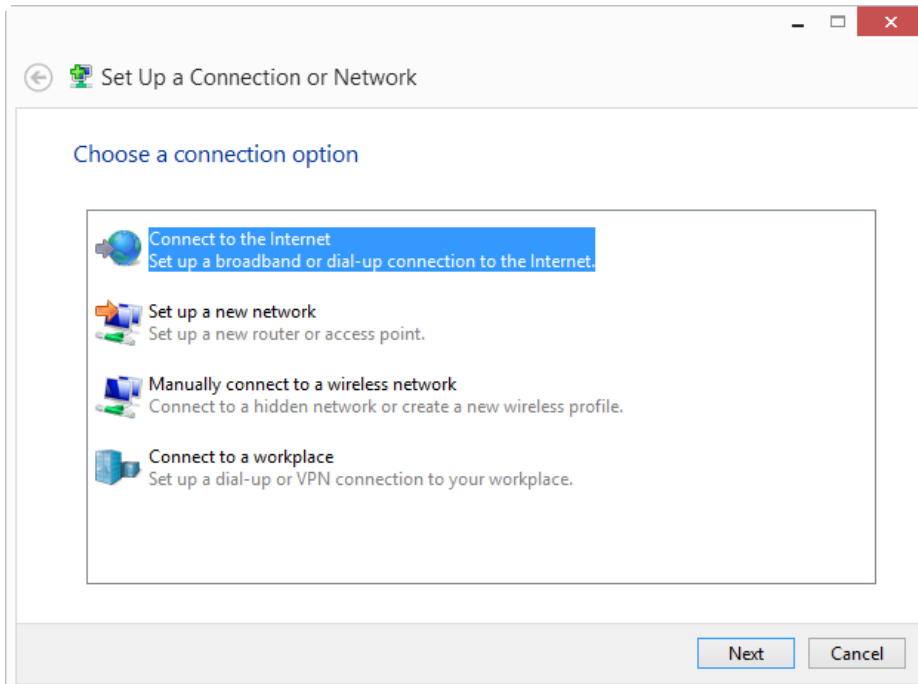 Set Up a Connection or Network
Choose a connection option
Connect to the Internet
Set up a broadband or dial-up connection to the Internet.
Set up a new network
Set up a new router or access point.
Manually connect to a wireless network
Connect to a hidden network or create a new wireless profile.
Connect to a workplace
Set up a dial-up or VPN connection to your workplace.
Next
Cancel